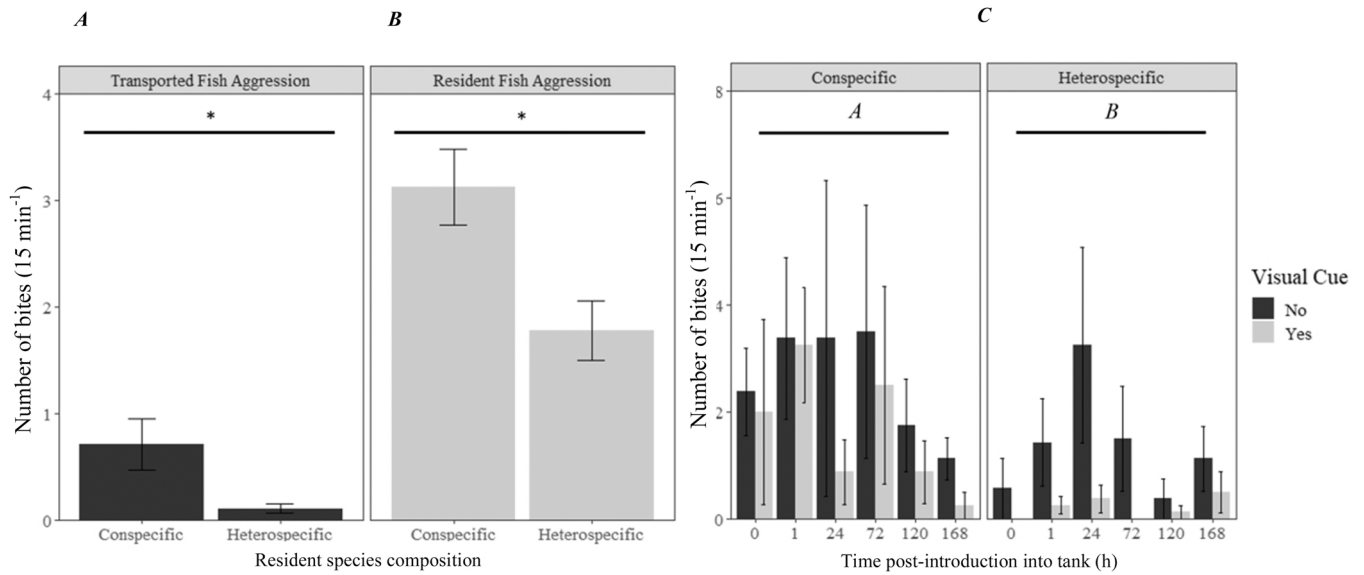 A
B
C
Transported Fish Aggression
Resident Fish Aggression
Conspecific
Heterospecific
4
3
2
1
0
*
*
Number of bites (15 min⁻¹)
Conspecific
Heterospecific
Conspecific
Heterospecific
Resident species composition
8
6
4
2
0
A
B
Number of bites (15 min⁻¹)
0 1 24 72 120 168
0 1 24 72 120 168
Time post-introduction into tank (h)
Visual Cue
No
Yes